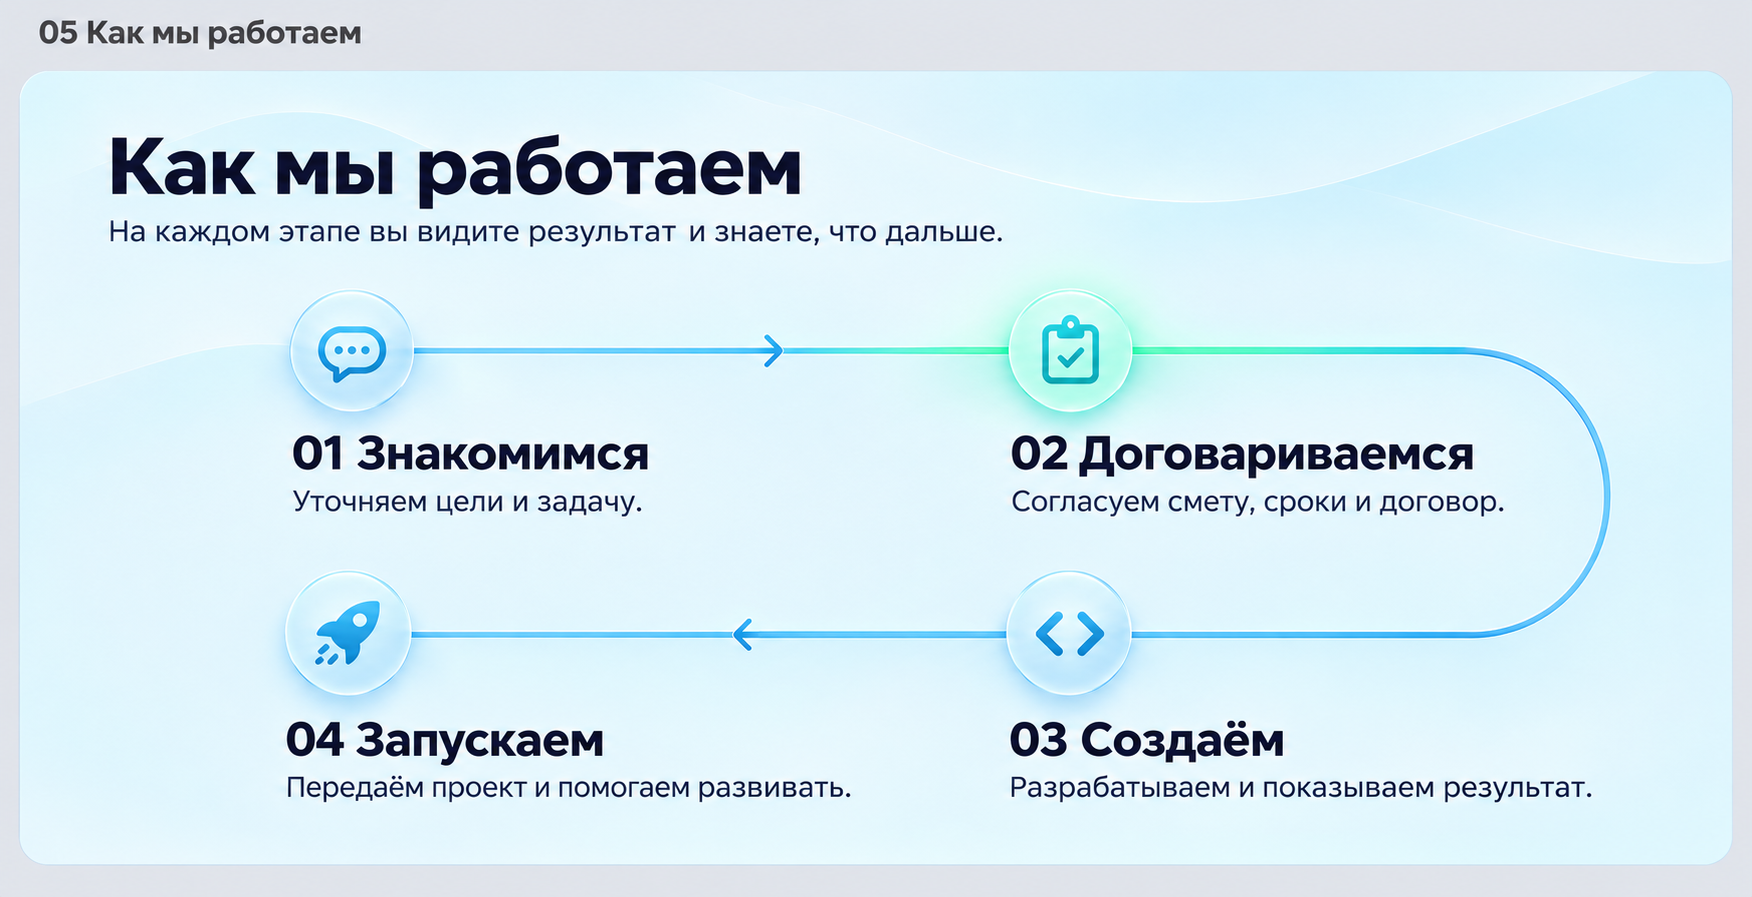 05 Как мы работаем
Как мы работаем
На каждом этапе вы видите результат и знаете, что дальше.
01 Знакомимся
Уточняем цели и задачу.
02 Договариваемся
Согласуем смету, сроки и договор.
04 Запускаем
Передаём проект и помогаем развивать.
03 Создаём
Разрабатываем и показываем результат.